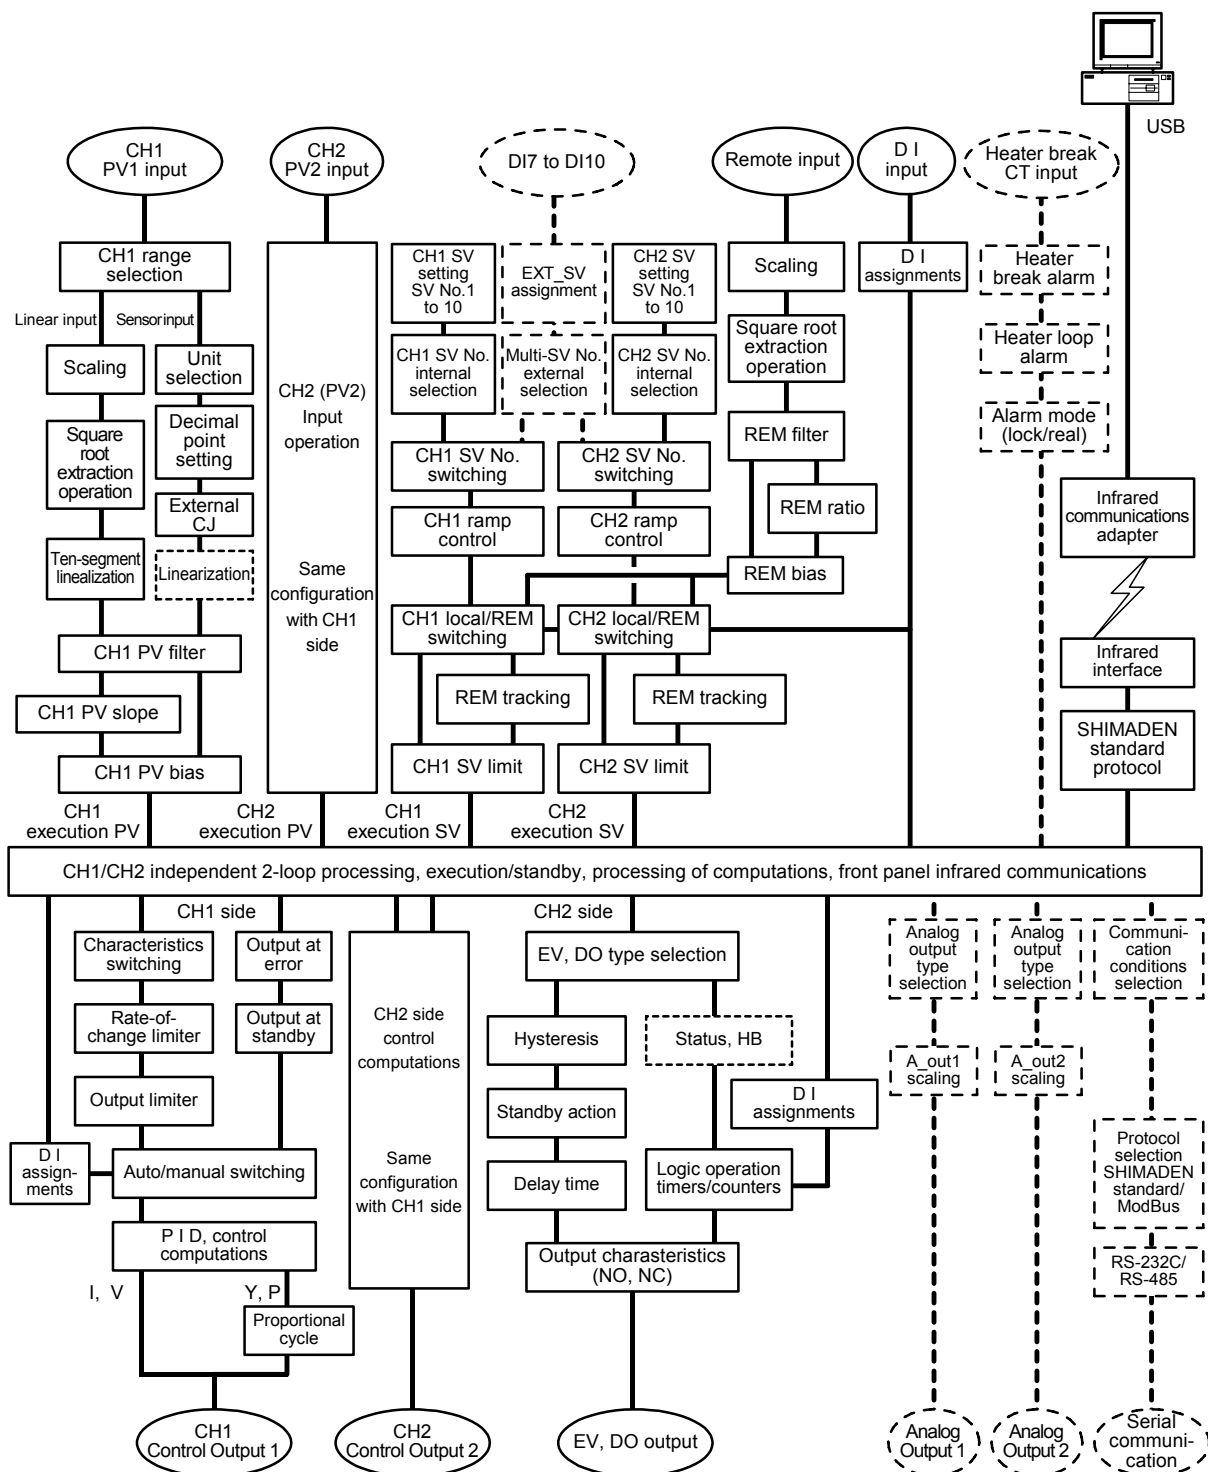 USB
CH1
PV1 input
CH2
PV2 input
DI7 to DI10
Remote input
D I
input
Heater break
CT input
CH1 range
selection
Linear input
Sensor input
Scaling
Square
root
extraction
operation
Ten-segment
linealization
Unit
selection
Decimal
point
setting
External
CJ
Linearization
CH1 PV filter
CH1 PV slope
CH1 PV bias
CH2 (PV2)
Input
operation
Same
configuration
with CH1
side
CH1 SV
setting
SV No.1
to 10
EXT_SV
assignment
CH2 SV
setting
SV No.1
to 10
CH1 SV No.
internal
selection
Multi-SV No.
external
selection
CH2 SV No.
internal
selection
CH1 SV No.
switching
CH2 SV No.
switching
CH1 ramp
control
CH2 ramp
control
Scaling
Square root
extraction
operation
REM filter
REM ratio
REM bias
CH1 local/REM
switching
CH2 local/REM
switching
REM tracking
REM tracking
CH1 SV limit
CH2 SV limit
D I
assignments
Heater
break alarm
Heater loop
alarm
Alarm mode
(lock/real)
Infrared
communications
adapter
Infrared
interface
SHIMADEN
standard
protocol
CH1
execution PV
CH2
execution PV
CH1
execution SV
CH2
execution SV
CH1/CH2 independent 2-loop processing, execution/standby, processing of computations, front panel infrared communications
CH1 side
CH2 side
Characteristics
switching
Output at
error
Rate-of-
change limiter
Output at
standby
Output limiter
D I
assign-
ments
Auto/manual switching
P I D, control
computations
I, V
Y, P
Proportional
cycle
CH2 side
control
computations
Same
configuration
with CH1 side
EV, DO type selection
Hysteresis
Status, HB
Standby action
D I
assignments
Delay time
Logic operation
timers/counters
Output charasteristics
(NO, NC)
Analog
output
type
selection
Analog
output
type
selection
Communi-
cation
conditions
selection
A_out1
scaling
A_out2
scaling
Protocol
selection
SHIMADEN
standard/
ModBus
RS-232C/
RS-485
CH1
Control Output 1
CH2
Control Output 2
EV, DO output
Analog
Output 1
Analog
Output 2
Serial
communi-
cation